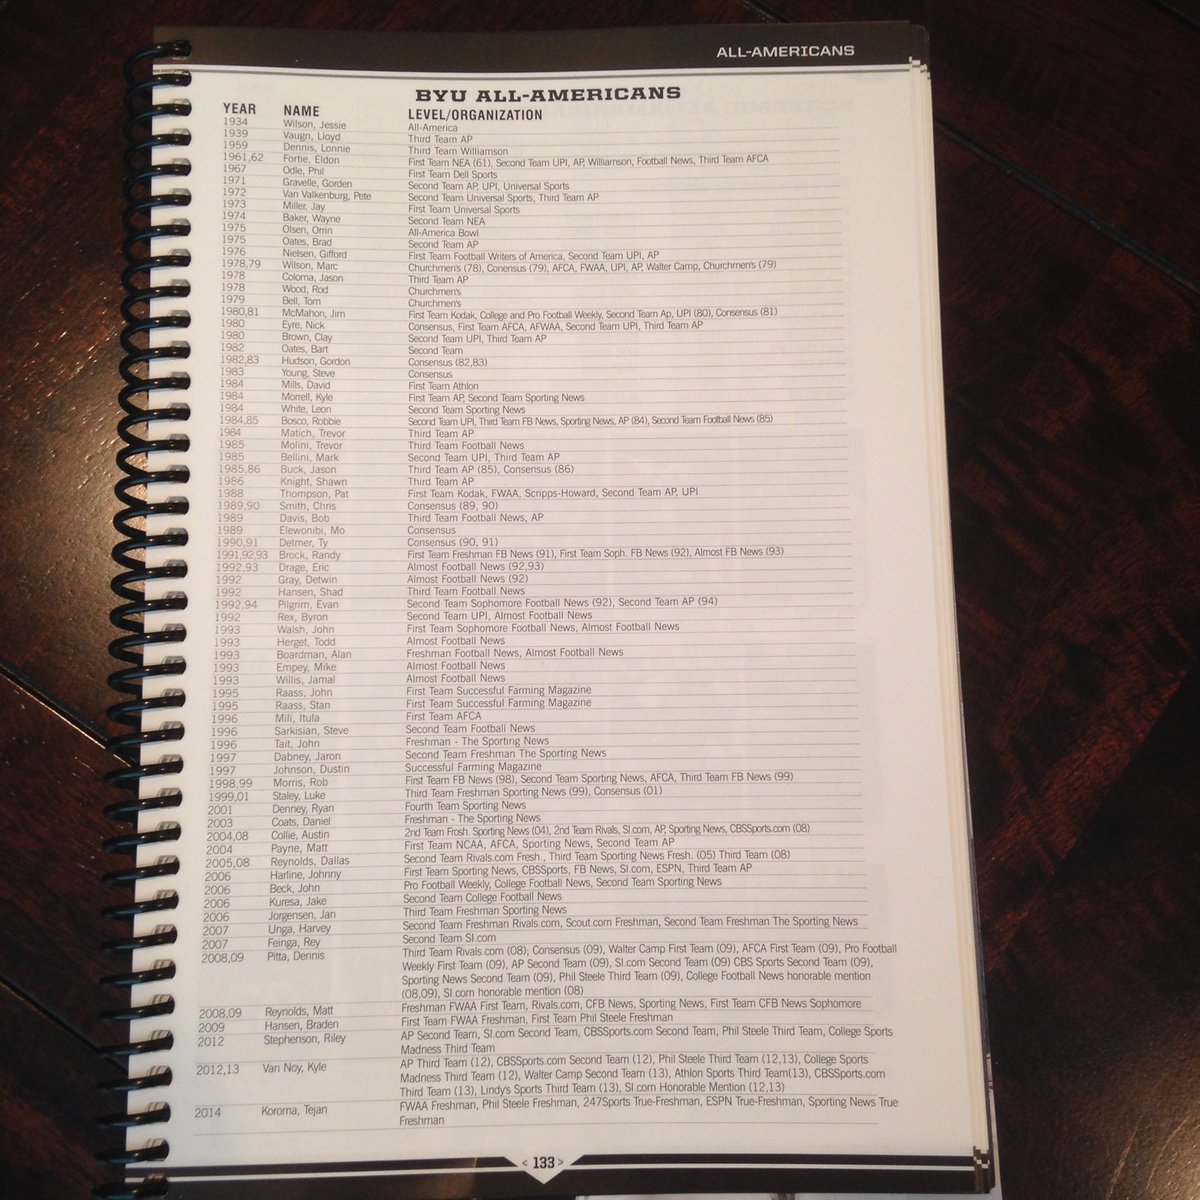 ALL-AMERICANS
BYU ALL-AMERICANS
YEAR NAME LEVEL/ORGANIZATION
1934 Wilson, Jessie All-America
1939 Vaugn, Lloyd Third Team AP
1959 Dennis, Lonnie Third Team Williamson
1961,62 Fortie, Eldon First Team NEA (61), Second Team UPI, AP, Williamson, Football News, Third Team AFCA
1967 Odle, Phil First Team Dell Sports
1971 Gravelle, Gorden Second Team AP, UPI, Universal Sports
1972 Van Valkenburg, Pete Second Team Universal Sports, Third Team AP
1973 Miller, Jay First Team Universal Sports
1974 Baker, Wayne Second Team NEA
1975 Olsen, Orrin All-America Bowl
1975 Oates, Brad Second Team AP
1976 Nielsen, Gifford First Team Football Writers of America, Second Team UPI, AP
1978,79 Wilson, Marc Churchmen's (78), Conensus (79), AFCA, FWAA, UPI, AP, Walter Camp, Churchmen's (79)
1978 Coloma, Jason Third Team AP
1978 Wood, Rod Churchmen's
1979 Bell, Tom Churchmen's
1980,81 McMahon, Jim First Team Kodak, College and Pro Football Weekly, Second Team Ap, UPI (80), Consensus (81)
1980 Eyre, Nick Consensus, First Team AFCA, AFWAA, Second Team UPI, Third Team AP
1980 Brown, Clay Second Team UPI, Third Team AP
1982 Oates, Bart Second Team
1982,83 Hudson, Gordon Consensus (82,83)
1983 Young, Steve Consensus
1984 Mills, David First Team Athlon
1984 Morrell, Kyle First Team AP, Second Team Sporting News
1984 White, Leon Second Team Sporting News
1984,85 Bosco, Robbie Second Team UPI, Third Team FB News, Sporting News, AP (84), Second Team Football News (85)
1984 Matich, Trevor Third Team AP
1985 Molini, Trevor Third Team Football News
1985 Bellini, Mark Second Team UPI, Third Team AP
1985,86 Buck, Jason Third Team AP (85), Consensus (86)
1986 Knight, Shawn Third Team AP
1988 Thompson, Pat First Team Kodak, FWAA, Scripps-Howard, Second Team AP, UPI
1989,90 Smith, Chris Consensus (89, 90)
1989 Davis, Bob Third Team Football News, AP
1989 Elewonibi, Mo Consensus
1990,91 Detmer, Ty Consensus (90, 91)
1991,92,93 Brock, Randy First Team Freshman FB News (91), First Team Soph. FB News (92), Almost FB News (93)
1992,93 Drage, Eric Almost Football News (92,93)
1992 Gray, Detwin Almost Football News (92)
1992 Hansen, Shad Third Team Football News
1992,94 Pilgrim, Evan Second Team Sophomore Football News (92), Second Team AP (94)
1992 Rex, Byron Second Team UPI, Almost Football News
1993 Walsh, John First Team Sophomore Football News, Almost Football News
1993 Herget, Todd Almost Football News
1993 Boardman, Alan Freshman Football News, Almost Football News
1993 Empey, Mike Almost Football News
1993 Willis, Jamal Almost Football News
1995 Raass, John First Team Successful Farming Magazine
1995 Raass, Stan First Team Successful Farming Magazine
1996 Mili, Itula First Team AFCA
1996 Sarkisian, Steve Second Team Football News
1996 Tait, John Freshman - The Sporting News
1997 Dabney, Jaron Second Team Freshman The Sporting News
1997 Johnson, Dustin Successful Farming Magazine
1998,99 Morris, Rob First Team FB News (98), Second Team Sporting News, AFCA, Third Team FB News (99)
1999,01 Staley, Luke Third Team Freshman Sporting News (99), Consensus (01)
2001 Denney, Ryan Fourth Team Sporting News
2003 Coats, Daniel Freshman - The Sporting News
2004,08 Collie, Austin 2nd Team Frosh. Sporting News (04), 2nd Team Rivals, SI.com, AP, Sporting News, CBSSports.com (08)
2004 Payne, Matt First Team NCAA, AFCA, Sporting News, Second Team AP
2005,08 Reynolds, Dallas Second Team Rivals.com Fresh., Third Team Sporting News Fresh. (05) Third Team (08)
2006 Harline, Johnny First Team Sporting News, CBSSports, FB News, SI.com, ESPN, Third Team AP
2006 Beck, John Pro Football Weekly, College Football News, Second Team Sporting News
2006 Kuresa, Jake Second Team College Football News
2006 Jorgensen, Jan Third Team Freshman Sporting News
2007 Unga, Harvey Second Team Freshman Rivals.com, Scout.com Freshman, Second Team Freshman The Sporting News
2007 Feinga, Rey Second Team SI.com
2008,09 Pitta, Dennis Third Team Rivals.com (08); Consensus (09), Walter Camp First Team (09), AFCA First Team (09), Pro Football
Weekly First Team (09), AP Second Team (09), SI.com Second Team (09) CBS Sports Second Team (09),
Sporting News Second Team (09), Phil Steele Third Team (09), College Football News honorable mention
(08,09), SI.com honorable mention (08)
2008,09 Reynolds, Matt Freshman FWAA First Team, Rivals.com, CFB News, Sporting News, First Team CFB News Sophomore
2009 Hansen, Braden First Team FWAA Freshman, First Team Phil Steele Freshman
2012 Stephenson, Riley AP Second Team, SI.com Second Team, CBSSports.com Second Team, Phil Steele Third Team, College Sports
Madness Third Team
2012,13 Van Noy, Kyle AP Third Team (12), CBSSports.com Second Team (12), Phil Steele Third Team (12,13), College Sports
Madness Third Team (12), Walter Camp Second Team (13), Athlon Sports Third Team(13), CBSSports.com
Third Team (13), Lindy's Sports Third Team (13), SI.com Honorable Mention (12,13)
2014 Koroma, Tejan FWAA Freshman, Phil Steele Freshman, 247Sports True-Freshman, ESPN True-Freshman, Sporting News True
Freshman
< 133 >